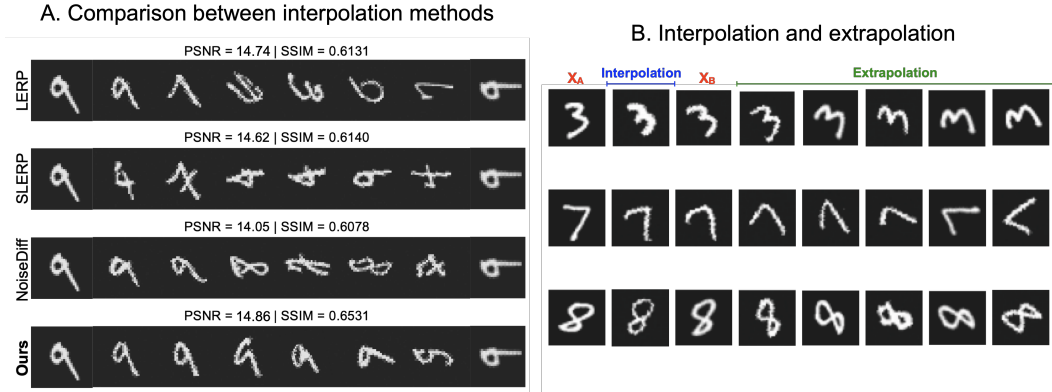 A. Comparison between interpolation methods
PSNR = 14.74 | SSIM = 0.6131
LERP
PSNR = 14.62 | SSIM = 0.6140
SLERP
PSNR = 14.05 | SSIM = 0.6078
NoiseDiff
PSNR = 14.86 | SSIM = 0.6531
Ours
B. Interpolation and extrapolation
XA Interpolation XB Extrapolation